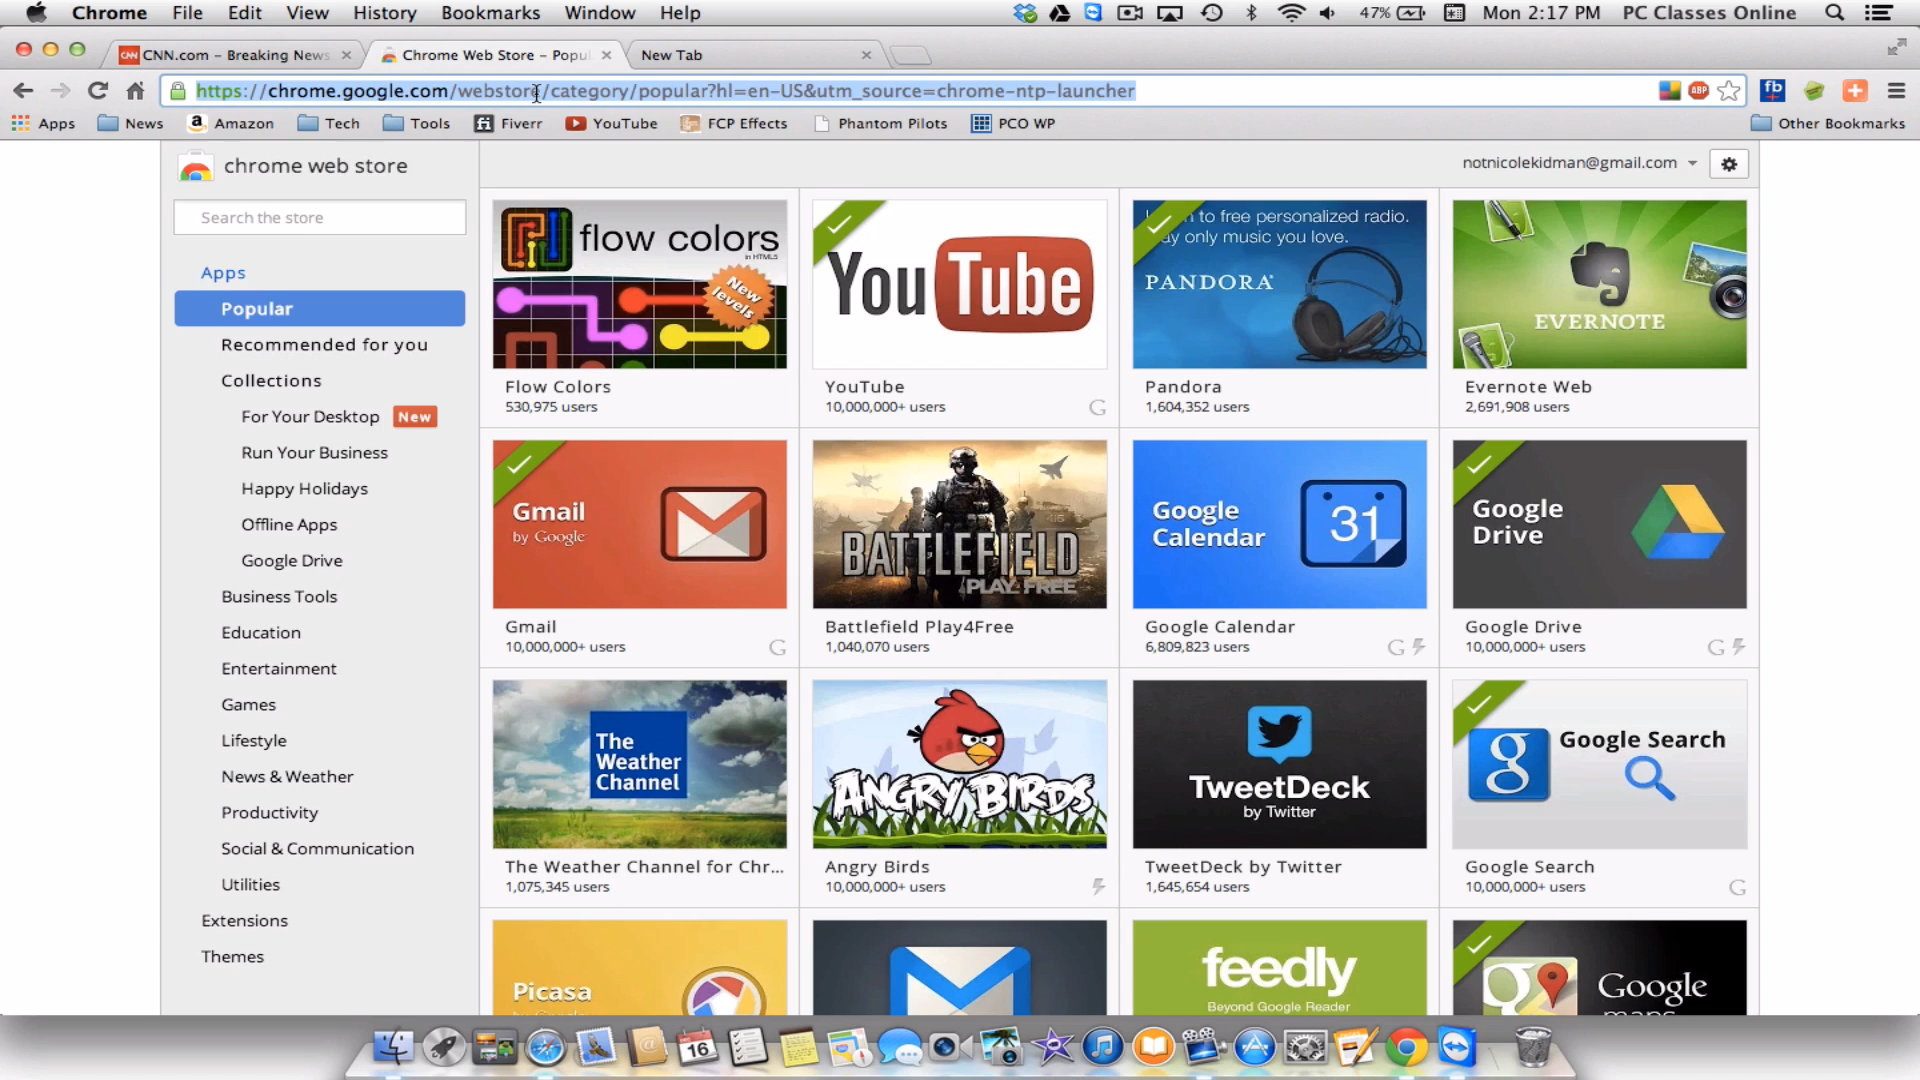 Chrome File Edit View History Bookmarks Window Help 47% Mon 2:17 PM PC Classes Online
CNN.com – Breaking News Chrome Web Store – Popul New Tab
https://chrome.google.com/webstore/category/popular?hl=en-US&utm_source=chrome-ntp-launcher ABP fb
Apps News Amazon Tech Tools Fiverr YouTube FCP Effects Phantom Pilots PCO WP Other Bookmarks
chrome web store
notnicolekidman@gmail.com
Search the store
Apps
Popular
Recommended for you
Collections
For Your Desktop New
Run Your Business
Happy Holidays
Offline Apps
Google Drive
Business Tools
Education
Entertainment
Games
Lifestyle
News & Weather
Productivity
Social & Communication
Utilities
Extensions
Themes
flow colors
in HTML5
New
levels
Flow Colors
530,975 users
YouTube
YouTube
10,000,000+ users
to free personalized radio.
ay only music you love.
PANDORA
Pandora
1,604,352 users
EVERNOTE
Evernote Web
2,691,908 users
Gmail
by Google
Gmail
10,000,000+ users
BATTLEFIELD
PLAY FREE
Battlefield Play4Free
1,040,070 users
Google
Calendar
31
Google Calendar
6,809,823 users
Google
Drive
Google Drive
10,000,000+ users
The
Weather
Channel
The Weather Channel for Chr...
1,075,345 users
ANGRY BIRDS
Angry Birds
10,000,000+ users
TweetDeck
by Twitter
TweetDeck by Twitter
1,645,654 users
Google Search
Google Search
10,000,000+ users
Picasa
by Google
feedly
Beyond Google Reader
Google
maps
16